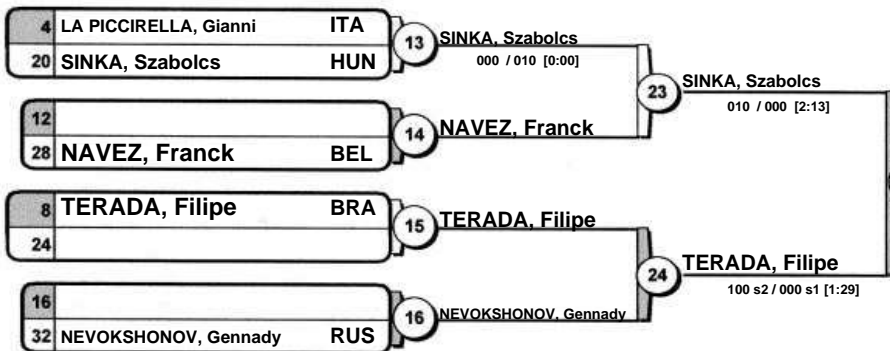 4 LA PICCIRELLA, Gianni ITA
20 SINKA, Szabolcs HUN
13
SINKA, Szabolcs
000 / 010 [0:00]
12
28 NAVEZ, Franck BEL
14
NAVEZ, Franck
23
SINKA, Szabolcs
010 / 000 [2:13]
8 TERADA, Filipe BRA
24
15
TERADA, Filipe
16
32 NEVOKSHONOV, Gennady RUS
16
NEVOKSHONOV, Gennady
24
TERADA, Filipe
100 s2 / 000 s1 [1:29]